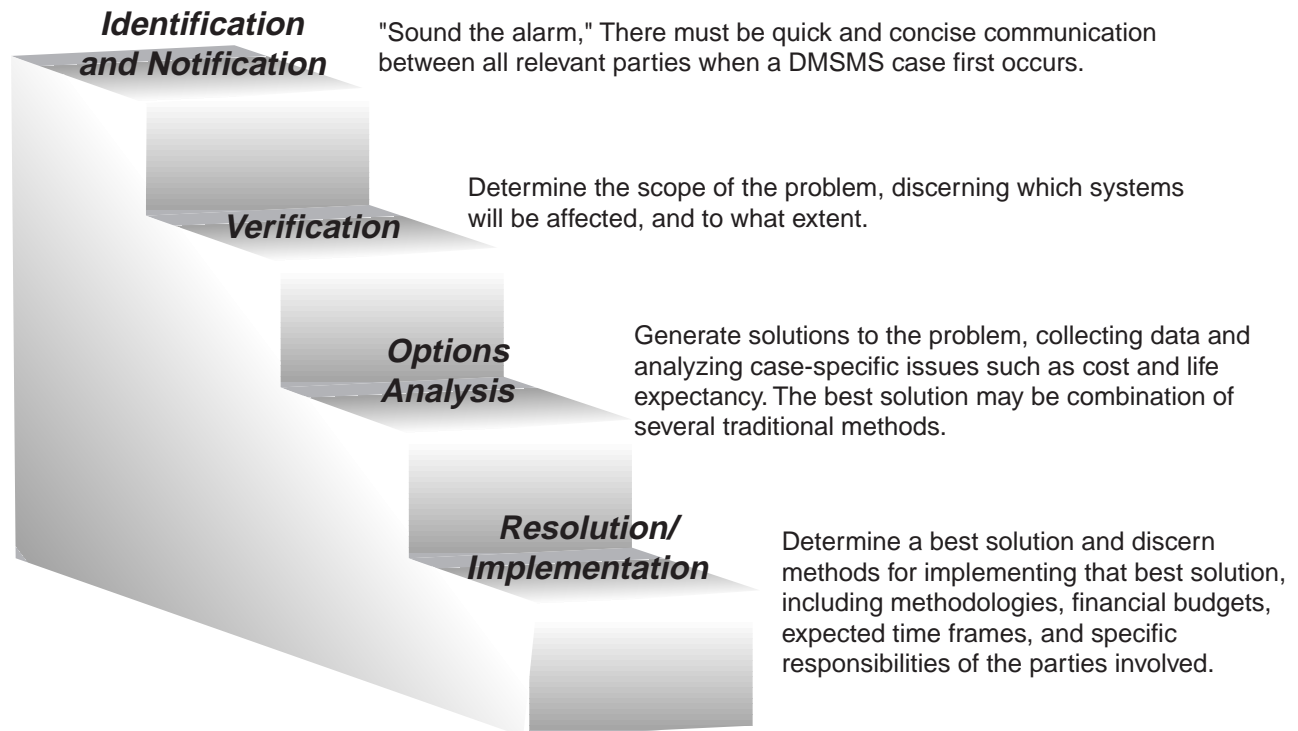 Identification
and Notification
"Sound the alarm," There must be quick and concise communication
between all relevant parties when a DMSMS case first occurs.
Verification
Determine the scope of the problem, discerning which systems
will be affected, and to what extent.
Options
Analysis
Generate solutions to the problem, collecting data and
analyzing case-specific issues such as cost and life
expectancy. The best solution may be combination of
several traditional methods.
Resolution/
Implementation
Determine a best solution and discern
methods for implementing that best solution,
including methodologies, financial budgets,
expected time frames, and specific
responsibilities of the parties involved.